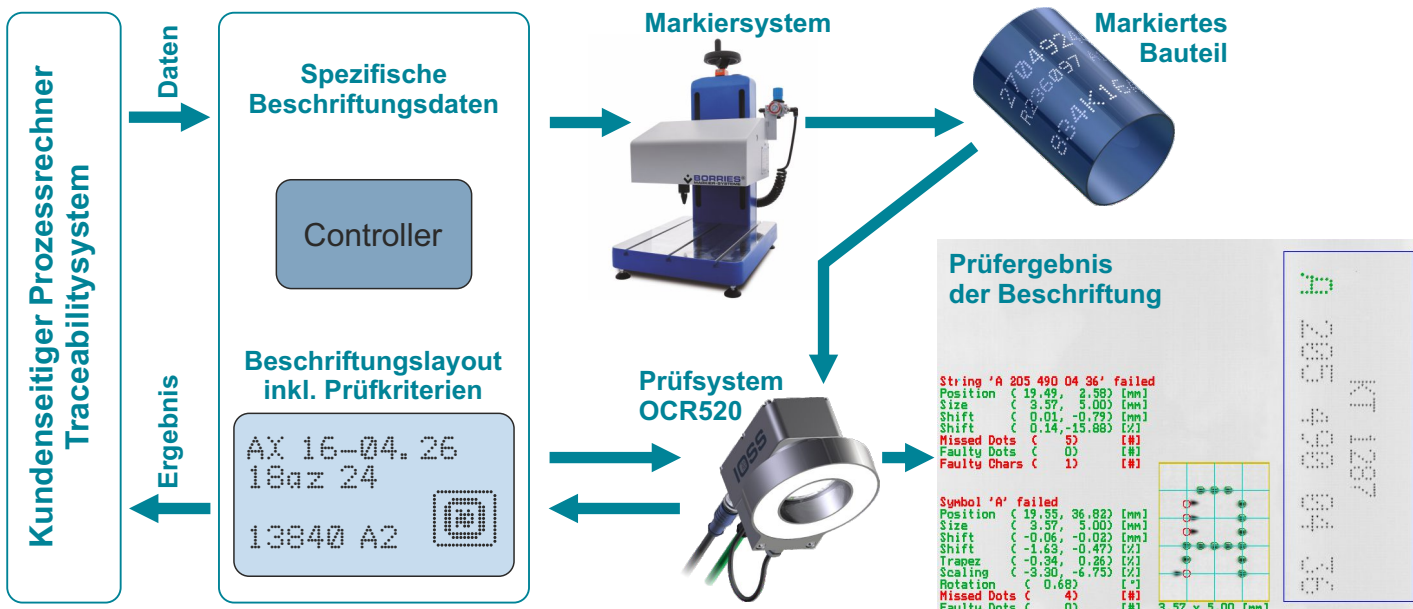 Kundenseitiger Prozessrechner
Traceabilitysystem
Daten
Ergebnis
Spezifische
Beschriftungsdaten
Controller
Beschriftungslayout
inkl. Prüfkriterien
AX 16-04.26
18az 24
13840 A2
Markiersystem
BORRIES
Markiertes
Bauteil
2704924
R236097
884K16
Prüfsystem
OCR520
IOSS
Prüfergebnis
der Beschriftung
String 'A 205 490 04 36' failed
Position ( 19.49, 2.58) [mm]
Size ( 3.57, 5.00) [mm]
Shift ( 0.01, -0.79) [mm]
Shift ( 0.14,-15.88) [%]
Missed Dots ( 5) [#]
Faulty Dots ( 0) [#]
Faulty Chars ( 1) [#]
Symbol 'A' failed
Position ( 19.55, 36.82) [mm]
Size ( 3.57, 5.00) [mm]
Shift ( -0.06, -0.02) [mm]
Shift ( -1.63, -0.47) [%]
Trapez ( -0.34, 0.26) [%]
Scaling ( -3.30, -6.75) [%]
Rotation ( 0.68) [°]
Missed Dots ( 4) [#]
Faulty Dots ( 0) [#]
3.57 x 5.00 [mm]
A 205 490 04 36
KT 1287